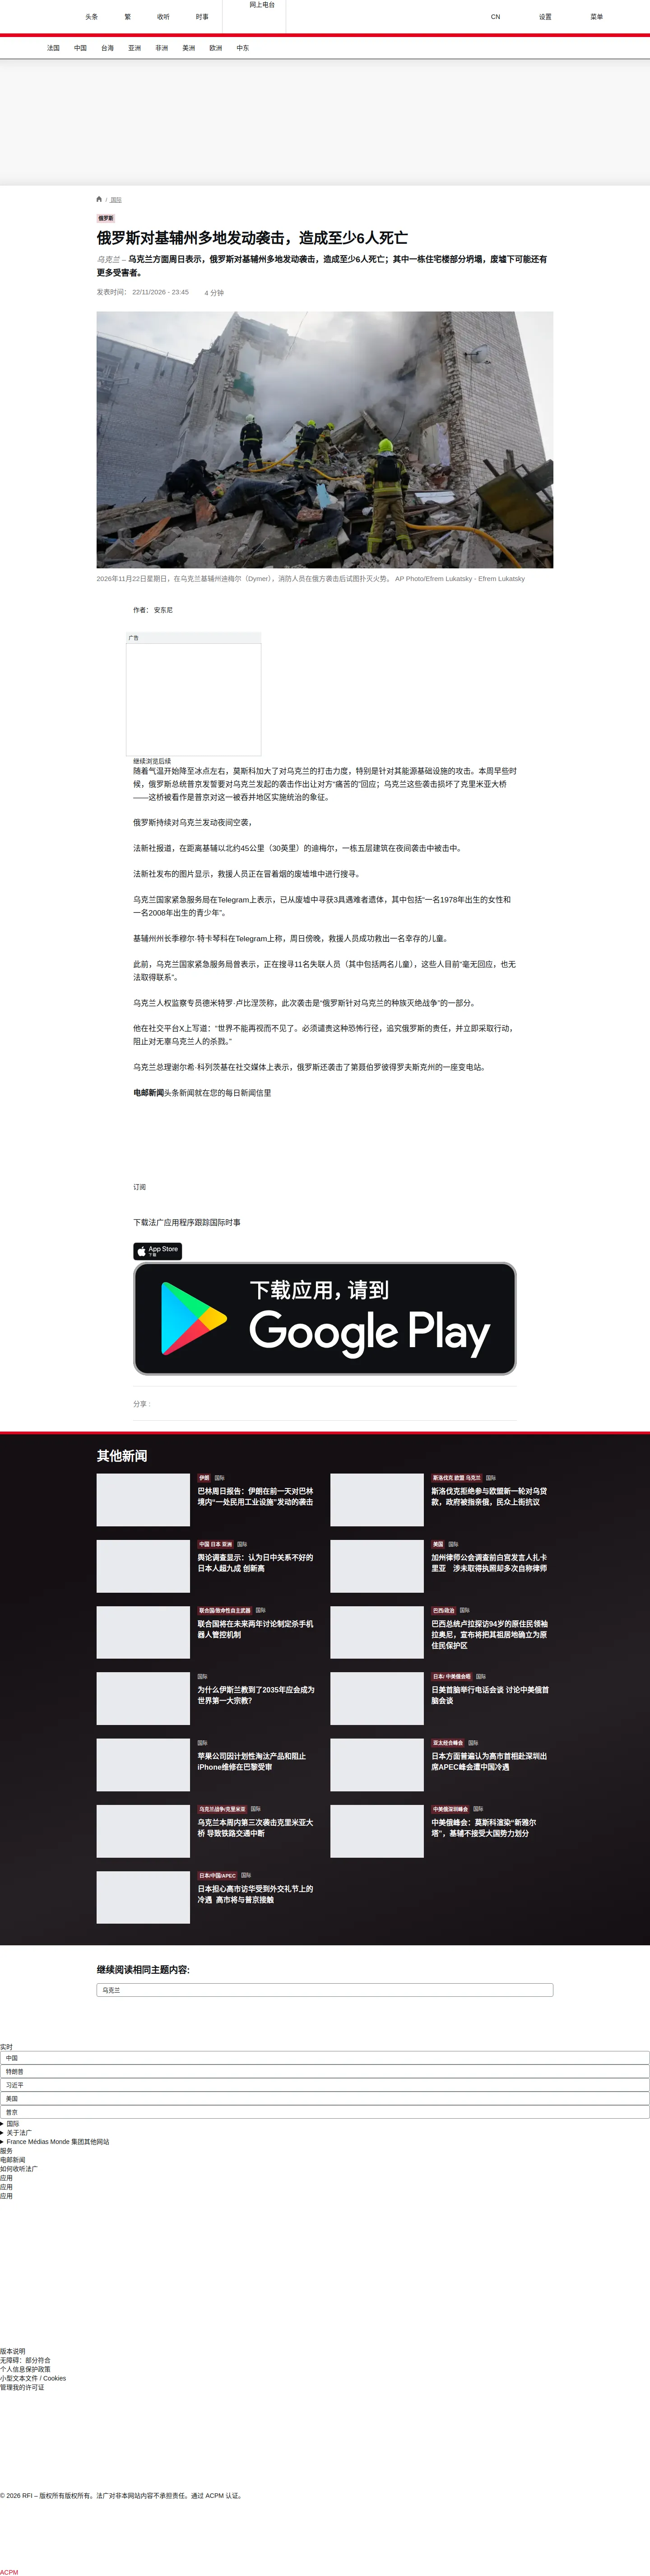 头条
繁
收听
时事
网上电台
CN
设置
菜单
法国
中国
台海
亚洲
非洲
美洲
欧洲
中东
/ 国际
俄罗斯
俄罗斯对基辅州多地发动袭击，造成至少6人死亡
乌克兰 – 乌克兰方面周日表示，俄罗斯对基辅州多地发动袭击，造成至少6人死亡；其中一栋住宅楼部分坍塌，废墟下可能还有
更多受害者。
发表时间： 22/11/2026 - 23:45
4 分钟
2026年11月22日星期日，在乌克兰基辅州迪梅尔（Dymer），消防人员在俄方袭击后试图扑灭火势。 AP Photo/Efrem Lukatsky - Efrem Lukatsky
作者： 安东尼
广告
继续浏览后续
随着气温开始降至冰点左右，莫斯科加大了对乌克兰的打击力度，特别是针对其能源基础设施的攻击。本周早些时
候，俄罗斯总统普京发誓要对乌克兰发起的袭击作出让对方“痛苦的”回应；乌克兰这些袭击损坏了克里米亚大桥
——这桥被看作是普京对这一被吞并地区实施统治的象征。
俄罗斯持续对乌克兰发动夜间空袭，
法新社报道，在距离基辅以北约45公里（30英里）的迪梅尔，一栋五层建筑在夜间袭击中被击中。
法新社发布的图片显示，救援人员正在冒着烟的废墟堆中进行搜寻。
乌克兰国家紧急服务局在Telegram上表示，已从废墟中寻获3具遇难者遗体，其中包括“一名1978年出生的女性和
一名2008年出生的青少年”。
基辅州州长季穆尔·特卡琴科在Telegram上称，周日傍晚，救援人员成功救出一名幸存的儿童。
此前，乌克兰国家紧急服务局曾表示，正在搜寻11名失联人员（其中包括两名儿童），这些人目前“毫无回应，也无
法取得联系”。
乌克兰人权监察专员德米特罗·卢比涅茨称，此次袭击是“俄罗斯针对乌克兰的种族灭绝战争”的一部分。
他在社交平台X上写道：“世界不能再视而不见了。必须谴责这种恐怖行径，追究俄罗斯的责任，并立即采取行动，
阻止对无辜乌克兰人的杀戮。”
乌克兰总理谢尔希·科列茨基在社交媒体上表示，俄罗斯还袭击了第聂伯罗彼得罗夫斯克州的一座变电站。
电邮新闻头条新闻就在您的每日新闻信里
订阅
下载法广应用程序跟踪国际时事
App Store
下载
下载应用，请到
Google Play
分享 :
其他新闻
伊朗 国际
巴林周日报告：伊朗在前一天对巴林
境内“一处民用工业设施”发动的袭击
斯洛伐克 欧盟 乌克兰 国际
斯洛伐克拒绝参与欧盟新一轮对乌贷
款，政府被指亲俄，民众上街抗议
中国 日本 亚洲 国际
舆论调查显示：认为日中关系不好的
日本人超九成 创新高
美国 国际
加州律师公会调查前白宫发言人扎卡
里亚 涉未取得执照却多次自称律师
联合国/致命性自主武器 国际
联合国将在未来两年讨论制定杀手机
器人管控机制
巴西/政治 国际
巴西总统卢拉探访94岁的原住民领袖
拉奥尼，宣布将把其祖居地确立为原
住民保护区
国际
为什么伊斯兰教到了2035年应会成为
世界第一大宗教？
日本/ 中美俄会晤 国际
日美首脑举行电话会谈 讨论中美俄首
脑会谈
国际
苹果公司因计划性淘汰产品和阻止
iPhone维修在巴黎受审
亚太经合峰会 国际
日本方面普遍认为高市首相赴深圳出
席APEC峰会遭中国冷遇
乌克兰战争/克里米亚 国际
乌克兰本周内第三次袭击克里米亚大
桥 导致铁路交通中断
中美俄深圳峰会 国际
中美俄峰会：莫斯科渲染“新雅尔
塔”，基辅不接受大国势力划分
日本/中国/APEC 国际
日本担心高市访华受到外交礼节上的
冷遇 高市将与普京接触
继续阅读相同主题内容:
乌克兰
实时
中国
特朗普
习近平
美国
普京
国际
关于法广
France Médias Monde 集团其他网站
服务
电邮新闻
如何收听法广
应用
应用
应用
版本说明
无障碍：部分符合
个人信息保护政策
小型文本文件 / Cookies
管理我的许可证
© 2026 RFI – 版权所有版权所有。法广对非本网站内容不承担责任。通过 ACPM 认证。
ACPM